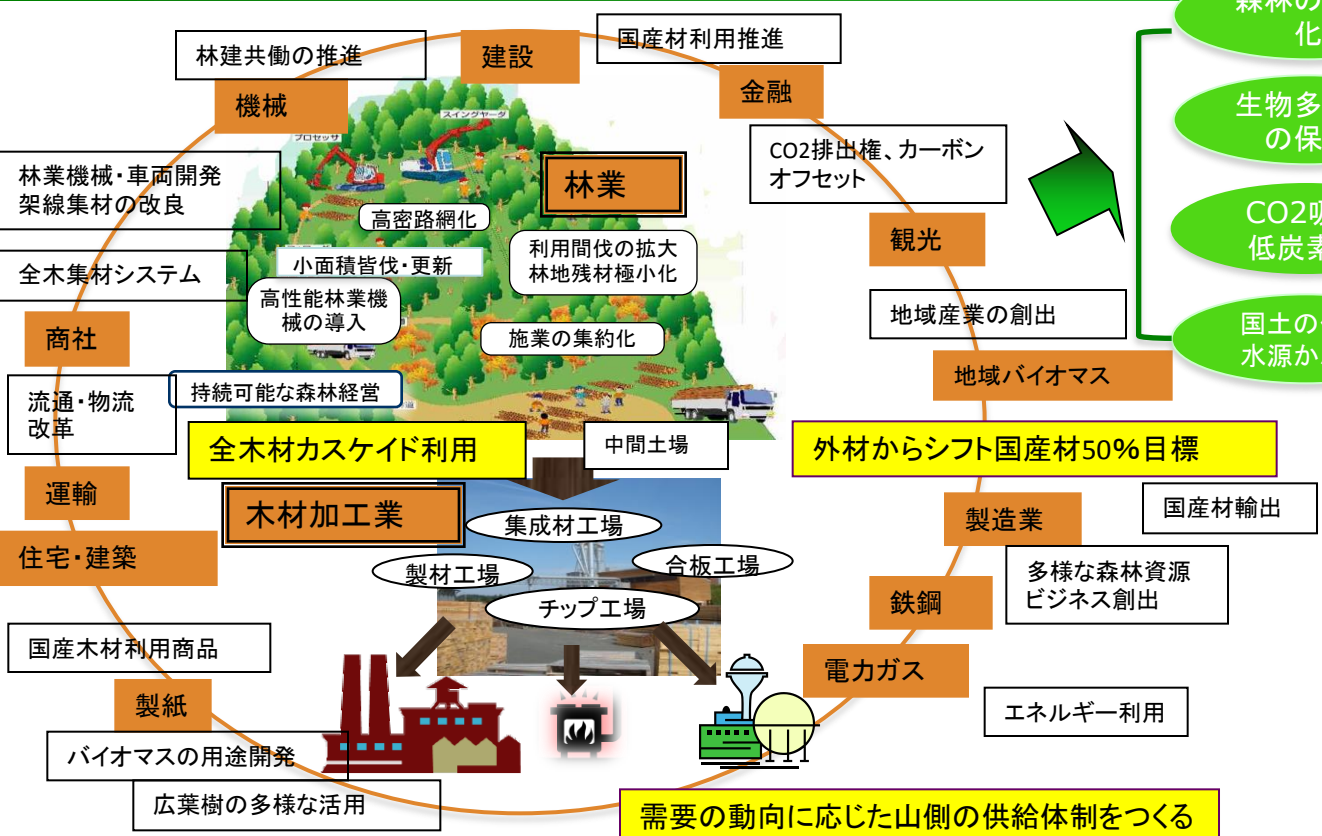 林建共働の推進
建設
国産材利用推進
機械
金融
林業機械・車両開発
架線集材の改良
CO2排出権、カーボン
オフセット
プロセッサ
スイングヤーダ
林業
高密路網化
利用間伐の拡大
林地残材極小化
小面積皆伐・更新
高性能林業機
械の導入
施業の集約化
持続可能な森林経営
全木集材システム
観光
地域産業の創出
商社
地域バイオマス
流通・物流
改革
全木材カスケイド利用
中間土場
外材からシフト国産材50%目標
運輸
木材加工業
集成材工場
製材工場
合板工場
チップ工場
製造業
国産材輸出
住宅・建築
多様な森林資源
ビジネス創出
鉄鋼
国産木材利用商品
電力ガス
製紙
エネルギー利用
バイオマスの用途開発
広葉樹の多様な活用
需要の動向に応じた山側の供給体制をつくる
化
生物多
の保
CO2
低炭素
国土の
水源か